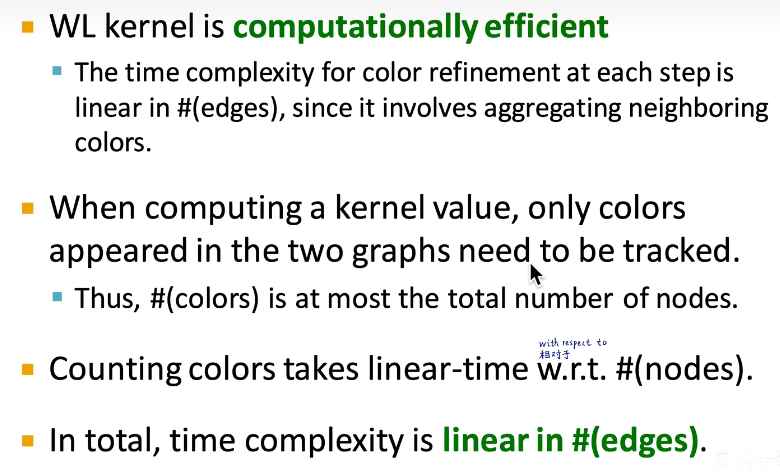 WL kernel is computationally efficient
The time complexity for color refinement at each step is
linear in #(edges), since it involves aggregating neighboring
colors.
When computing a kernel value, only colors
appeared in the two graphs need to be tracked.
Thus, #(colors) is at most the total number of nodes.
with respect to
相对于
Counting colors takes linear-time w.r.t. #(nodes).
In total, time complexity is linear in #(edges).